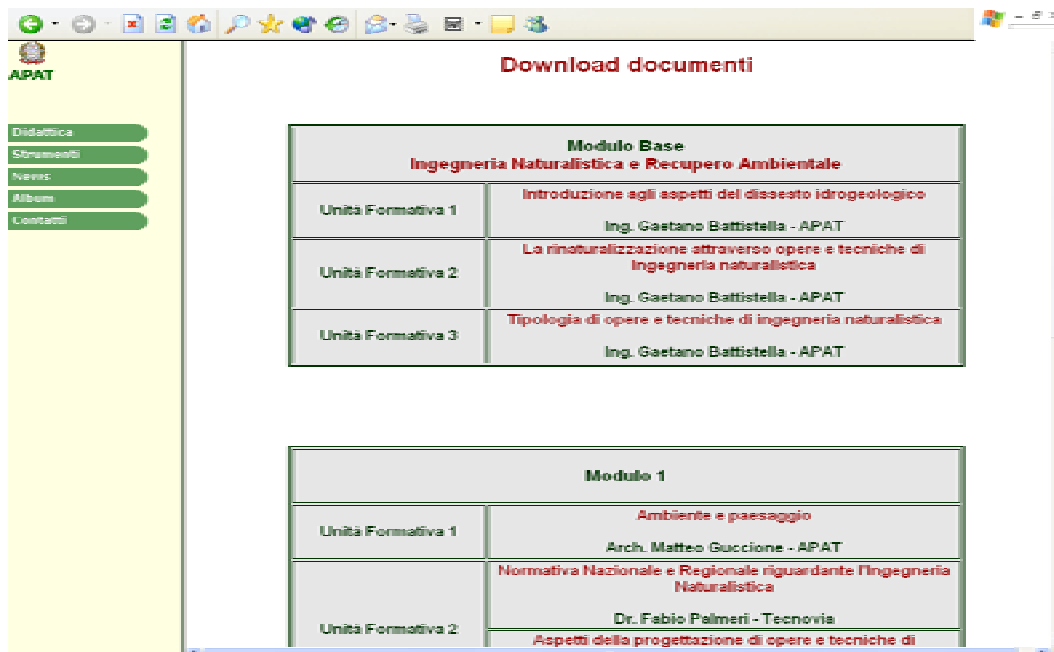 Download documenti
APAT
Didattica
Strumenti
News
Album
Contatti
Modulo Base
Ingegneria Naturalistica e Recupero Ambientale
Unità Formativa 1
Introduzione agli aspetti del dissesto idrogeologico
Ing. Gaetano Battistella - APAT
Unità Formativa 2
La rinaturalizzazione attraverso opere e tecniche di
Ingegneria naturalistica
Ing. Gaetano Battistella - APAT
Unità Formativa 3
Tipologia di opere e tecniche di ingegneria naturalistica
Ing. Gaetano Battistella - APAT
Modulo 1
Unità Formativa 1
Ambiente e paesaggio
Arch. Matteo Guccione - APAT
Unità Formativa 2
Normativa Nazionale e Regionale riguardante l'Ingegneria
Naturalistica
Dr. Fabio Palmeri - Tecnovia
Aspetti della progettazione di opere e tecniche di